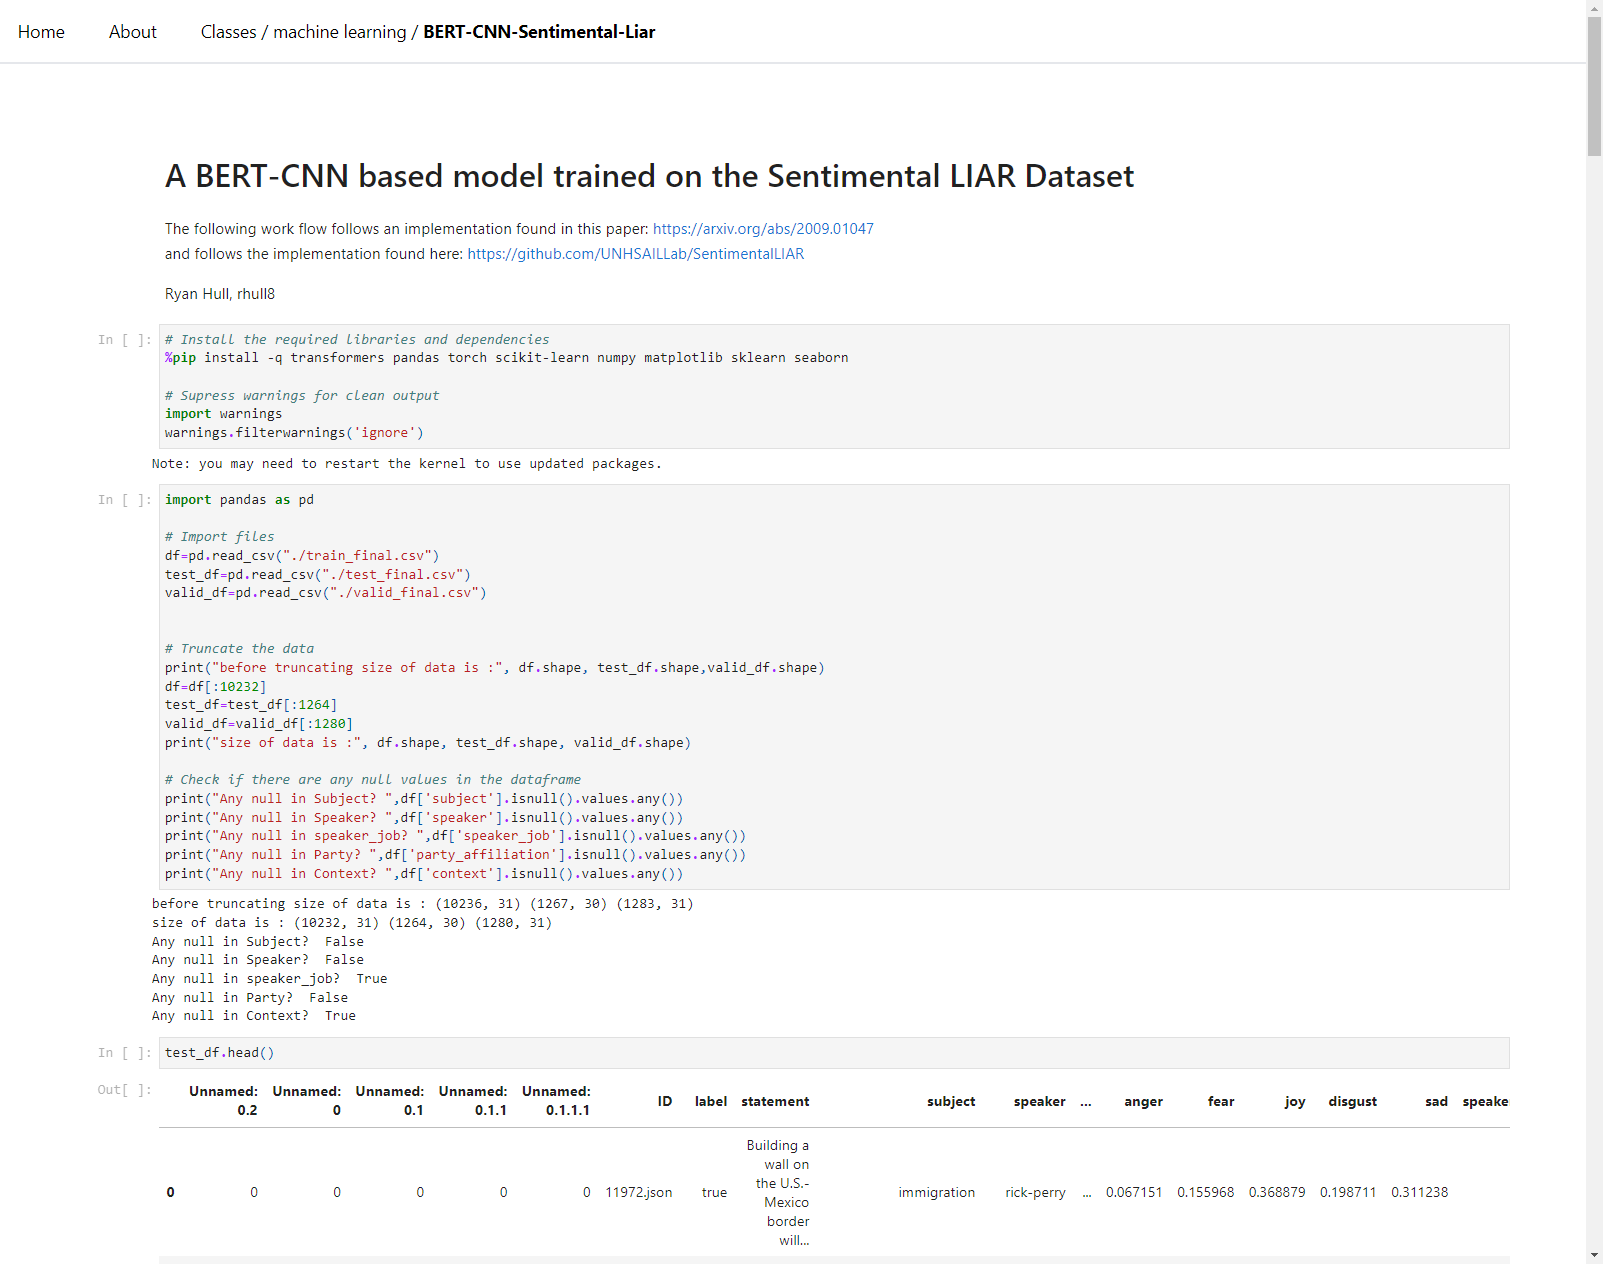 Home About Classes / machine learning / BERT-CNN-Sentimental-Liar
A BERT-CNN based model trained on the Sentimental LIAR Dataset
The following work flow follows an implementation found in this paper: https://arxiv.org/abs/2009.01047
and follows the implementation found here: https://github.com/UNHSAILLab/SentimentalLIAR
Ryan Hull, rhull8
In [ ]: # Install the required libraries and dependencies
%pip install -q transformers pandas torch scikit-learn numpy matplotlib sklearn seaborn
# Supress warnings for clean output
import warnings
warnings.filterwarnings('ignore')
Note: you may need to restart the kernel to use updated packages.
In [ ]: import pandas as pd
# Import files
df=pd.read_csv("./train_final.csv")
test_df=pd.read_csv("./test_final.csv")
valid_df=pd.read_csv("./valid_final.csv")
# Truncate the data
print("before truncating size of data is :", df.shape, test_df.shape,valid_df.shape)
df=df[:10232]
test_df=test_df[:1264]
valid_df=valid_df[:1280]
print("size of data is :", df.shape, test_df.shape, valid_df.shape)
# Check if there are any null values in the dataframe
print("Any null in Subject? ",df['subject'].isnull().values.any())
print("Any null in Speaker? ",df['speaker'].isnull().values.any())
print("Any null in speaker_job? ",df['speaker_job'].isnull().values.any())
print("Any null in Party? ",df['party_affiliation'].isnull().values.any())
print("Any null in Context? ",df['context'].isnull().values.any())
before truncating size of data is : (10236, 31) (1267, 30) (1283, 31)
size of data is : (10232, 31) (1264, 30) (1280, 31)
Any null in Subject?  False
Any null in Speaker?  False
Any null in speaker_job?  True
Any null in Party?  False
Any null in Context?  True
In [ ]: test_df.head()
Out[ ]: Unnamed: Unnamed: Unnamed: Unnamed: Unnamed:
0.2 0 0.1 0.1.1 0.1.1.1 ID label statement subject speaker ... anger fear joy disgust sad speake
Building a
wall on
the U.S.-
0 0 0 0 0 0 11972.json true Mexico immigration rick-perry ... 0.067151 0.155968 0.368879 0.198711 0.311238
border
will...